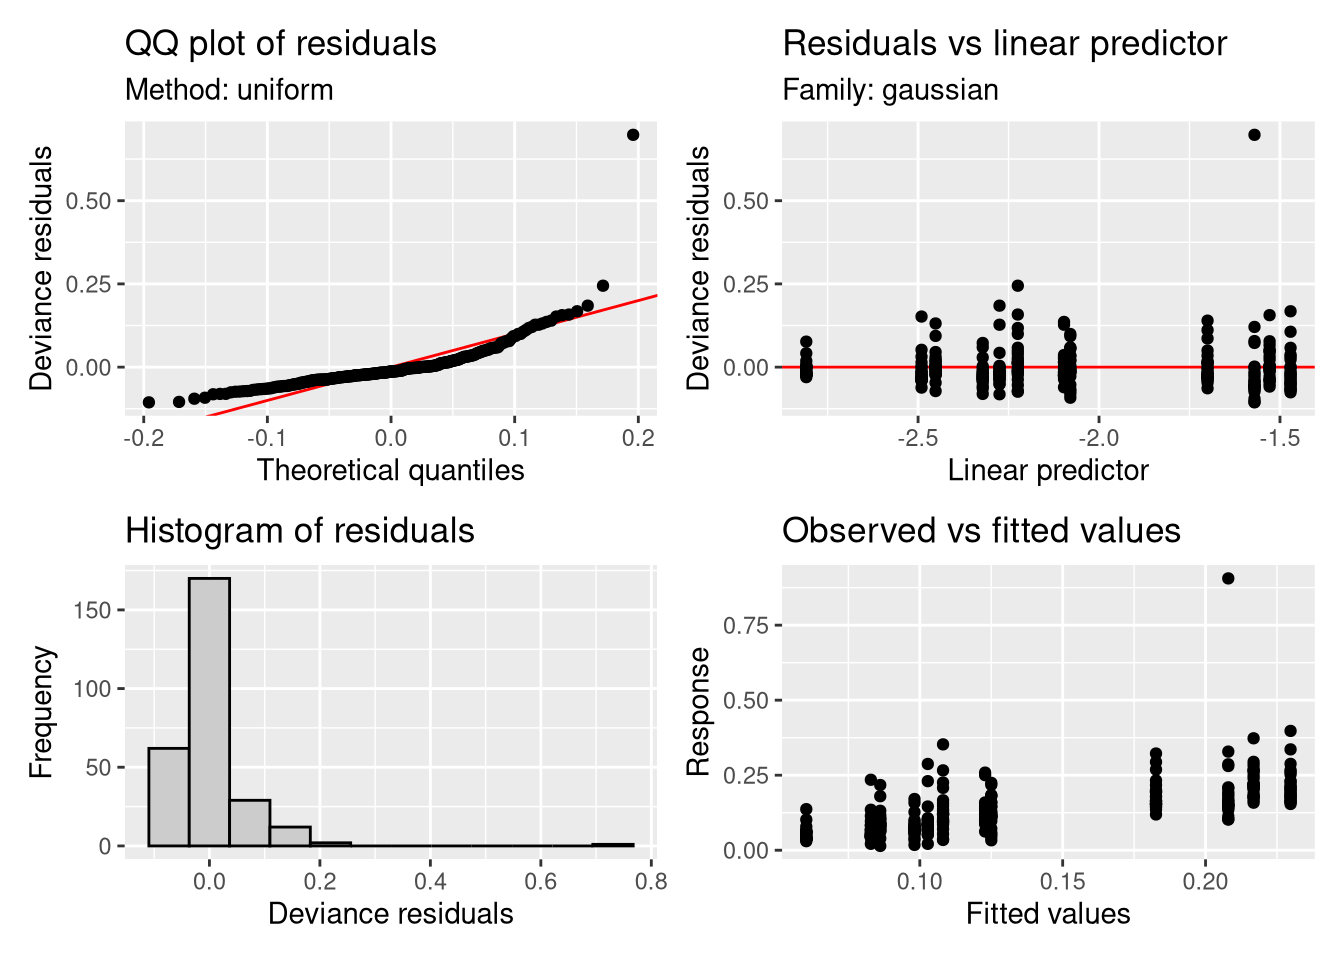 QQ plot of residuals
Method: uniform
Deviance residuals
0.50
0.25
0.00
-0.2
-0.1
0.0
0.1
0.2
Theoretical quantiles
Residuals vs linear predictor
Family: gaussian
Deviance residuals
0.50
0.25
0.00
-2.5
-2.0
-1.5
Linear predictor
Histogram of residuals
Frequency
150
100
50
0
0.0
0.2
0.4
0.6
0.8
Deviance residuals
Observed vs fitted values
Response
0.75
0.50
0.25
0.00
0.10
0.15
0.20
Fitted values